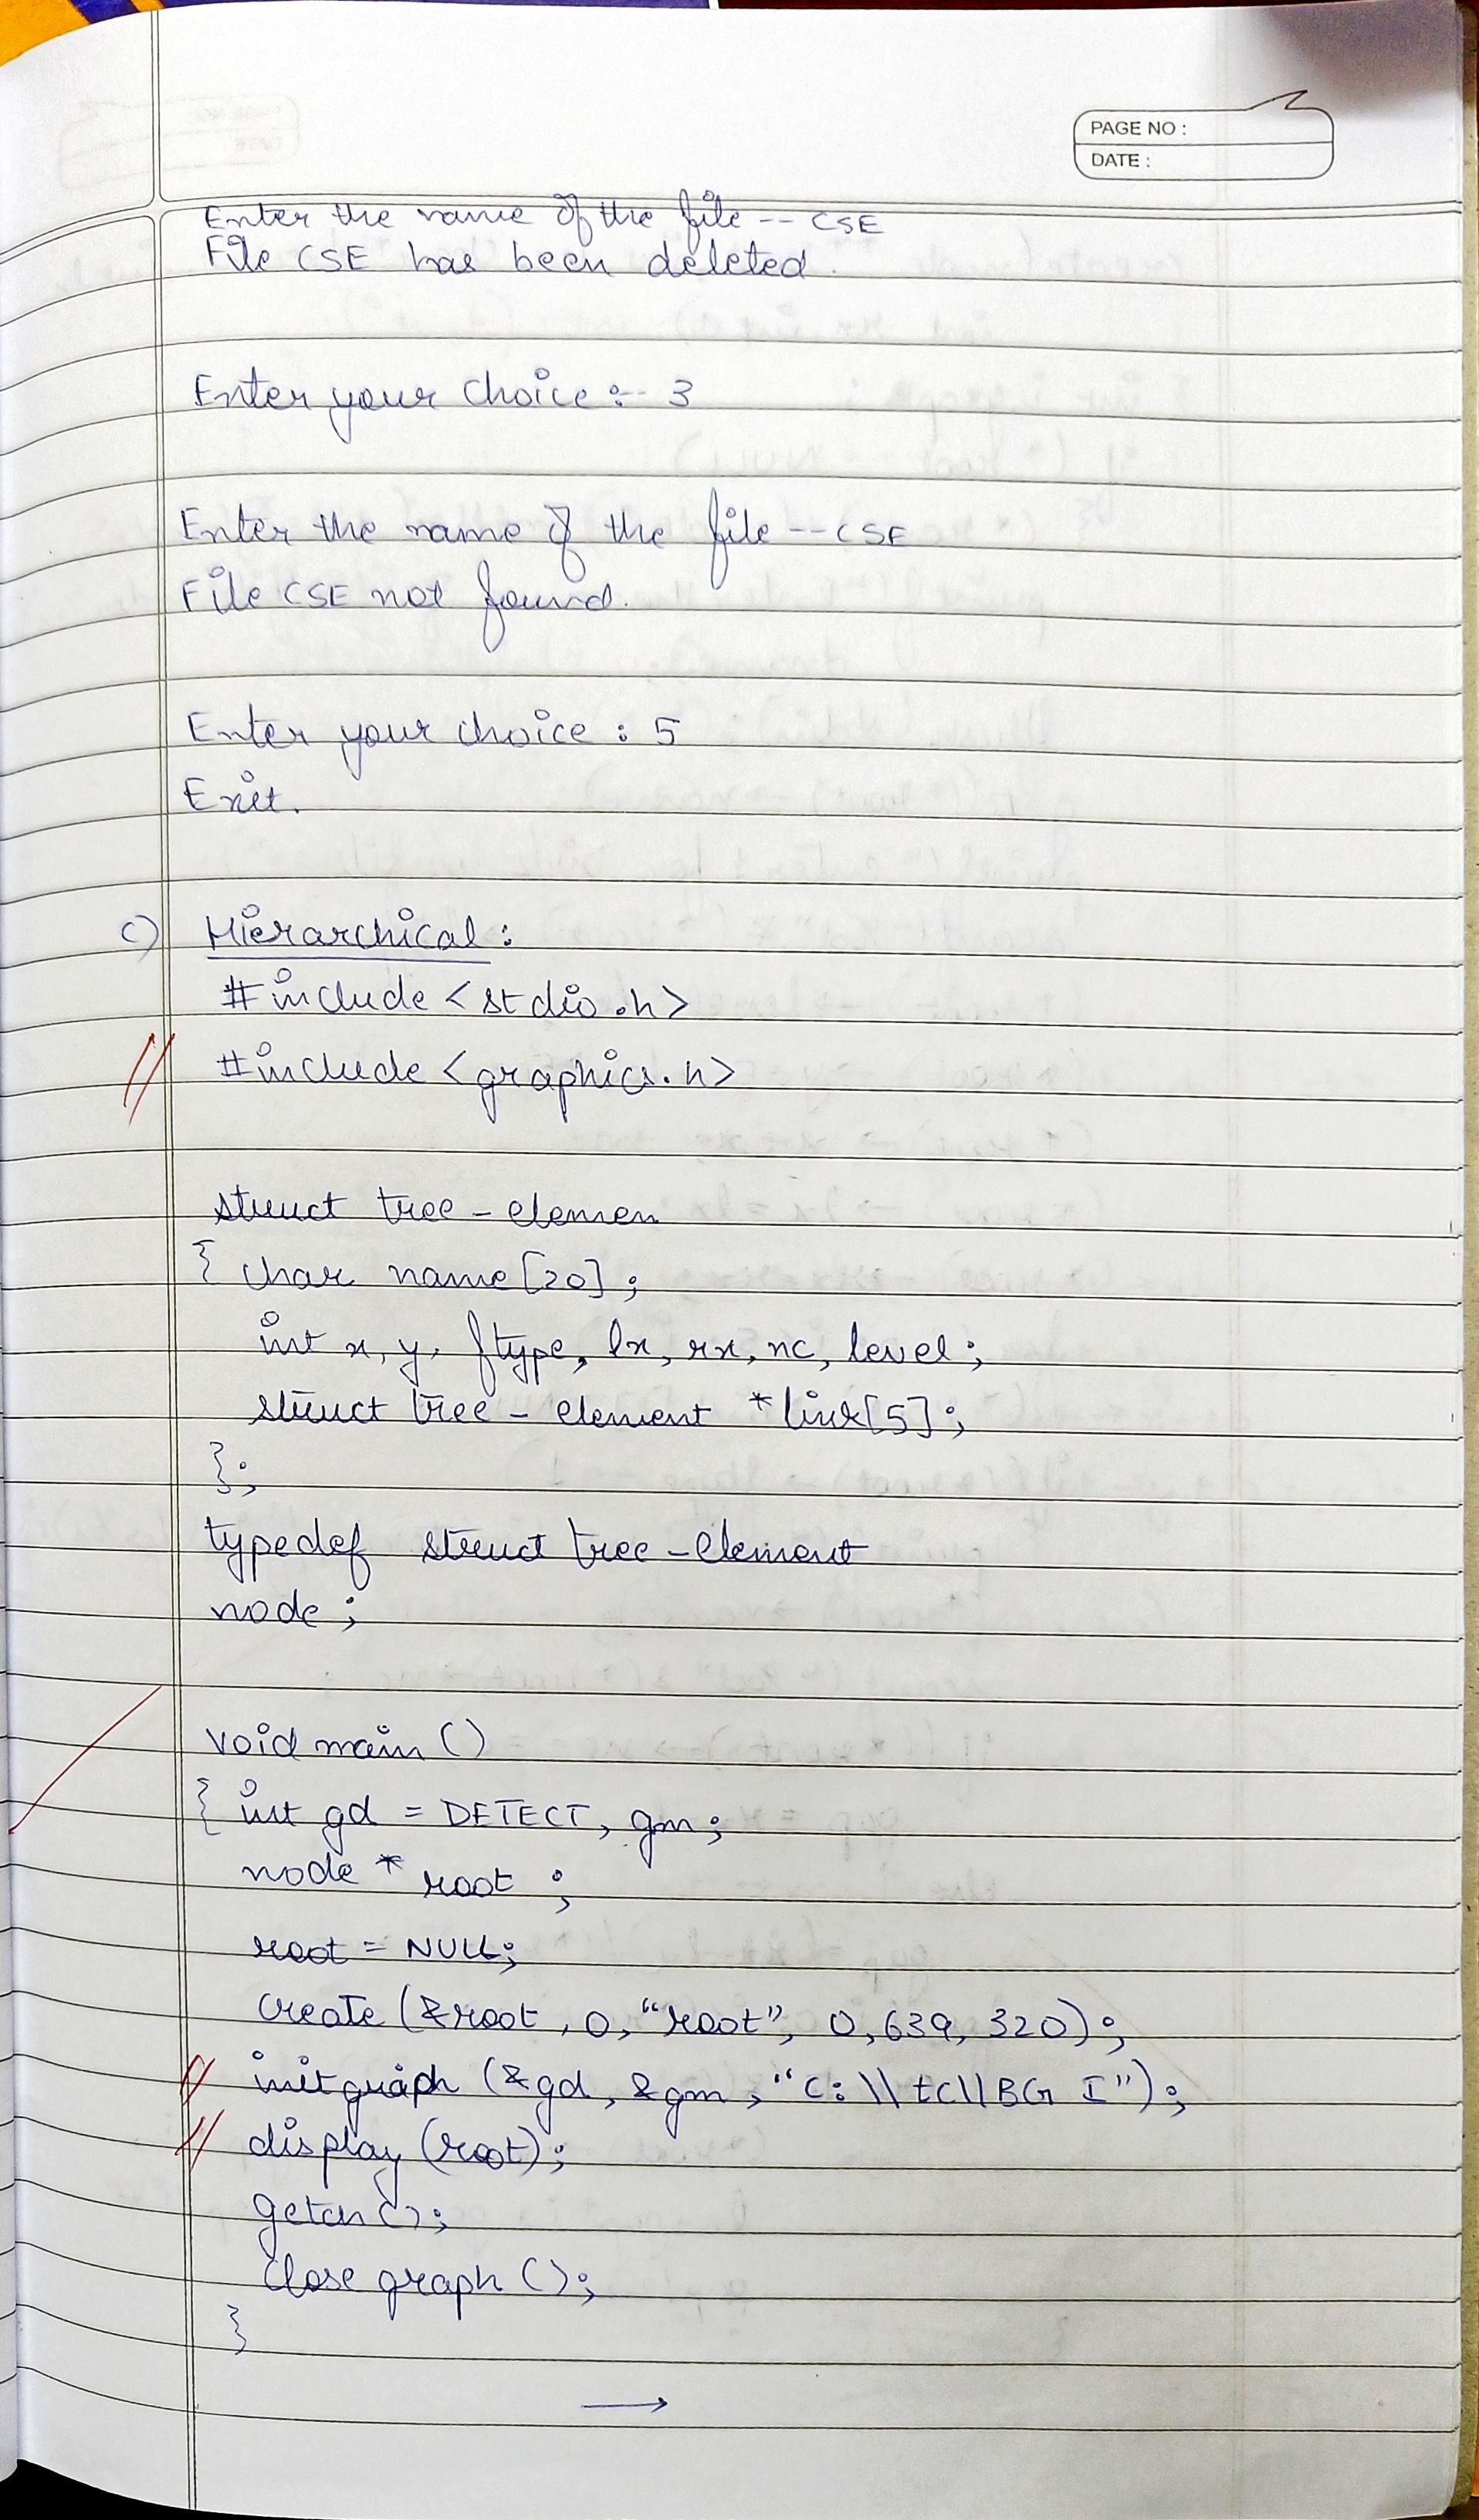 PAGE NO :
DATE :
Enter the name of the file -- CSE
File CSE has been deleted.
Enter your choice :- 3
Enter the name of the file -- CSE
File CSE not found.
Enter your choice : 5
Exit.
c) Hierarchical :
#include <stdio.h>
// #include <graphics.h>
struct tree - elemen
{ char name [20] ;
int x, y, ftype, lx, rx, nc, level ;
struct tree - element *link[5] ;
};
typedef struct tree - element
node ;
void main ()
{ int gd = DETECT, gm ;
node * root ;
root = NULL;
create (&root, 0, "root", 0, 639, 320) ;
// initgraph (&gd, &gm, "c:\\tc\\BG I") ;
// display (root) ;
getch () ;
close graph () ;
}
→